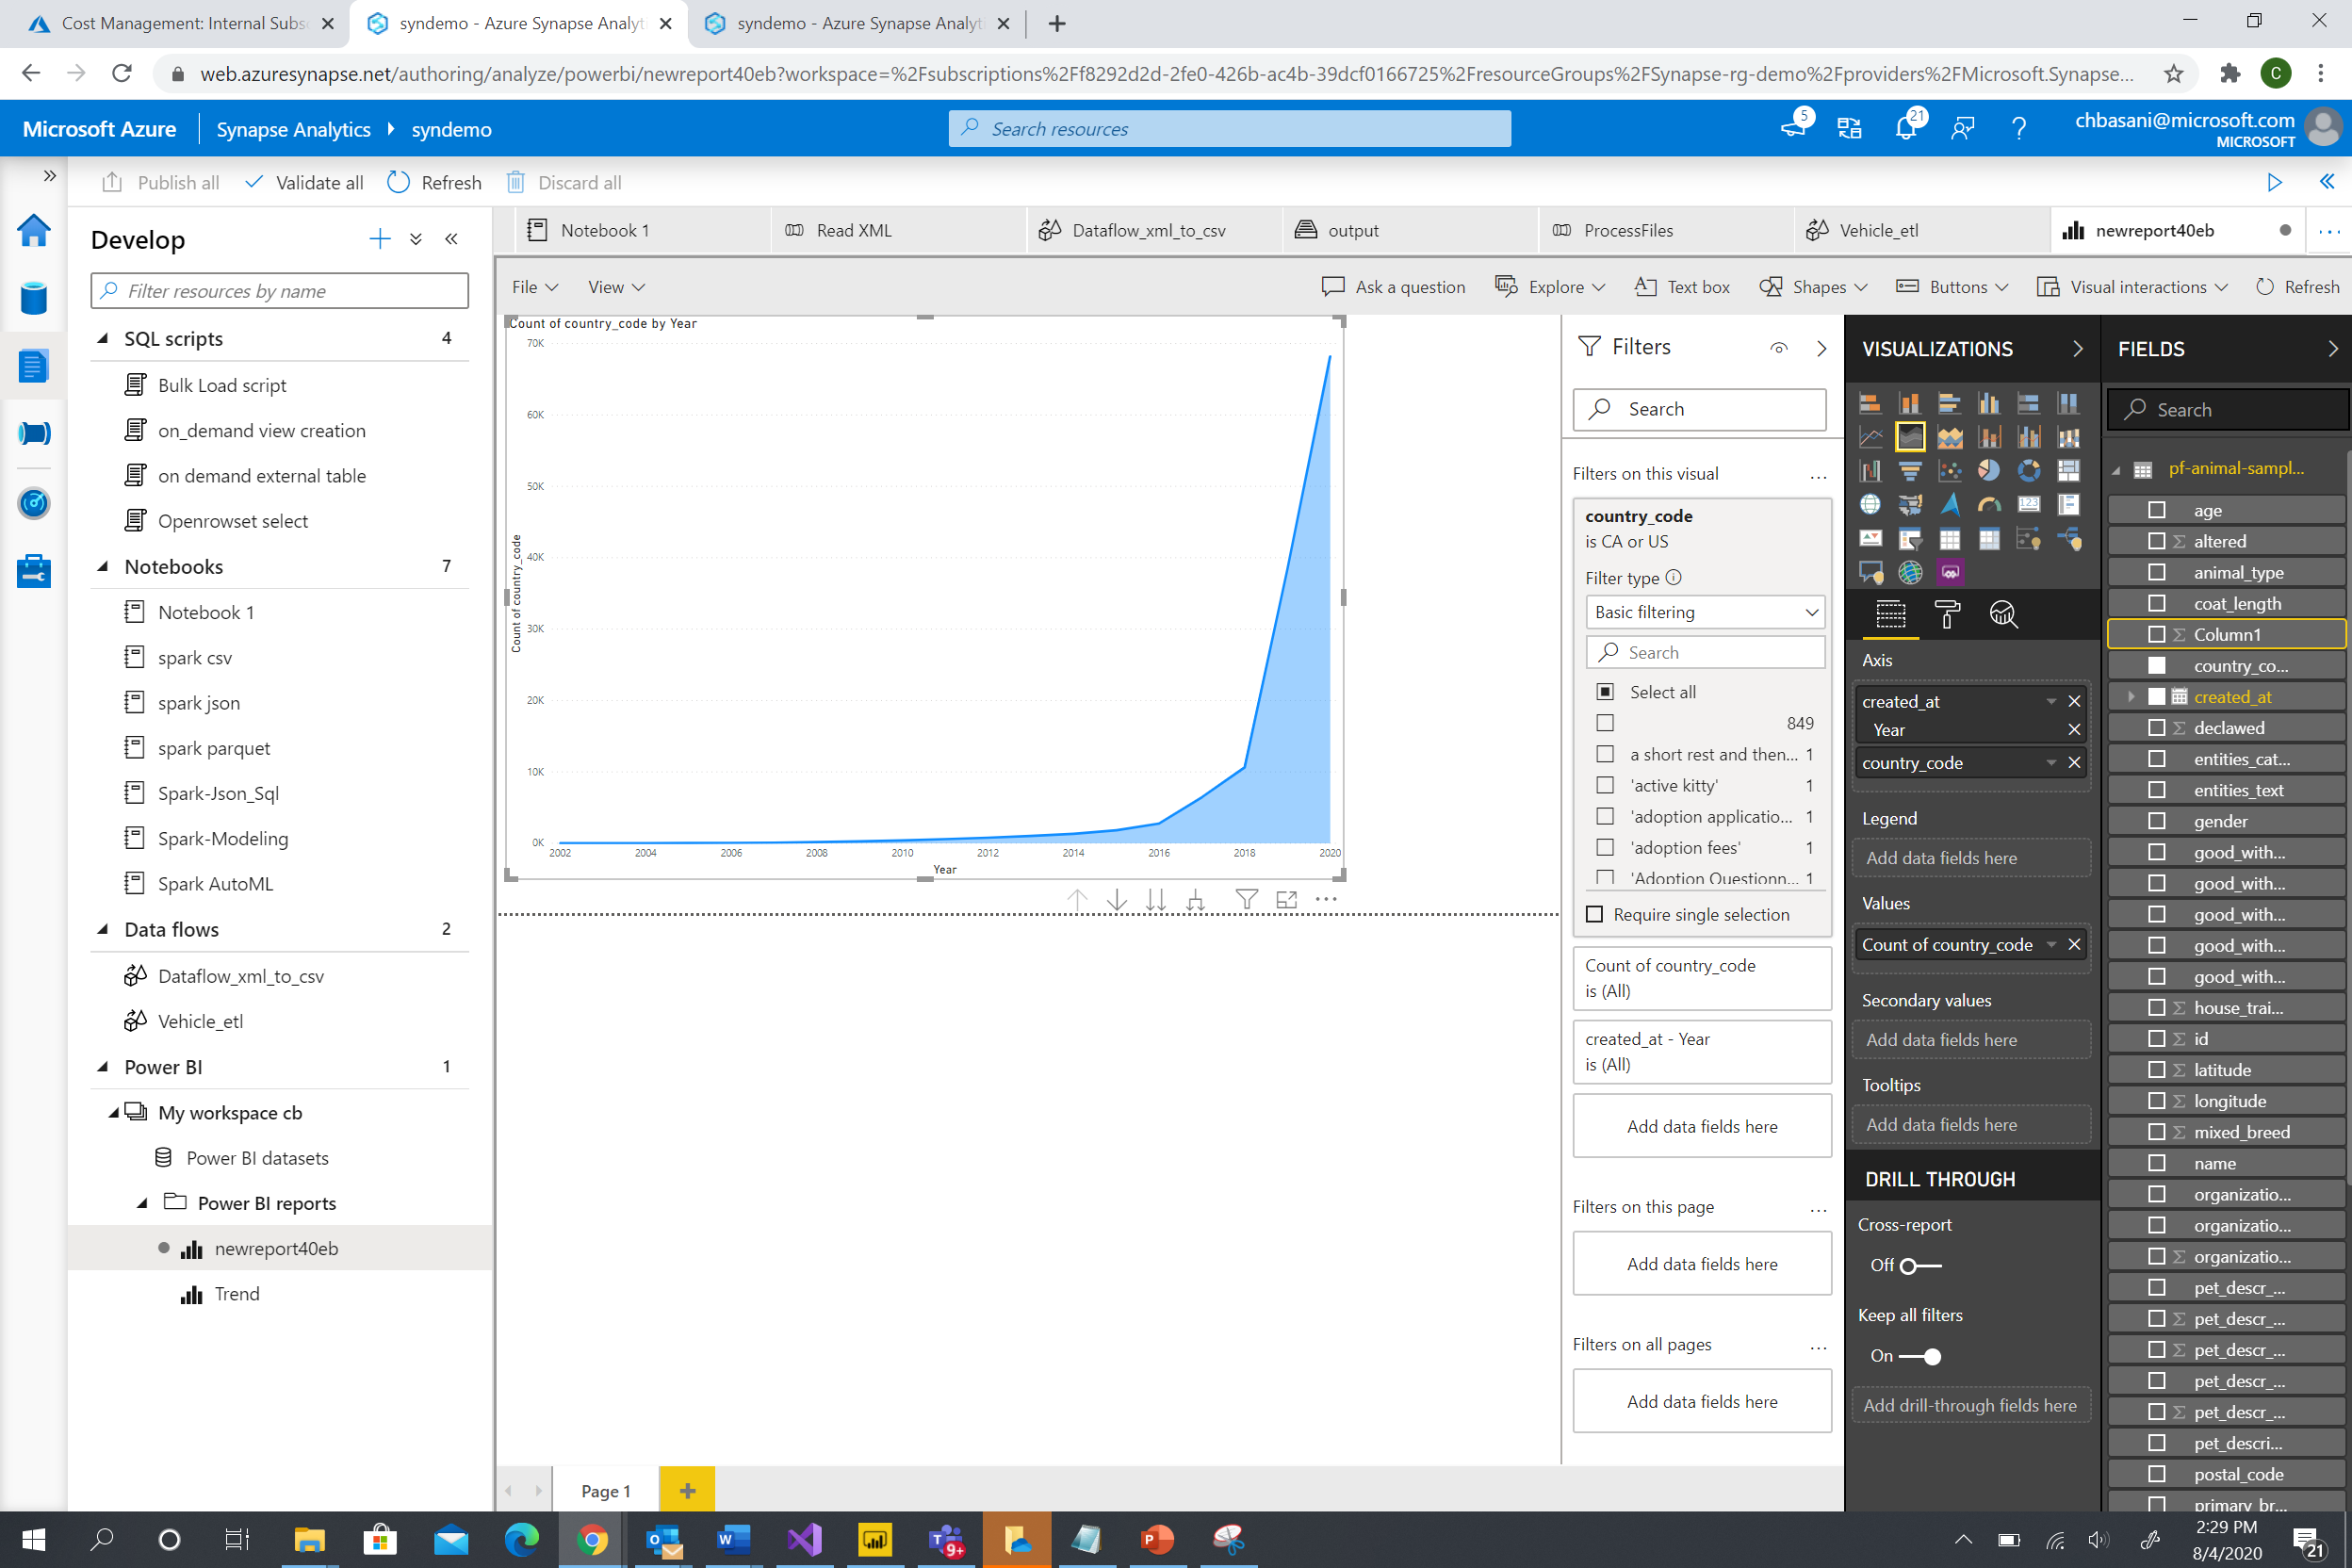 Cost Management: Internal Subs
syndemo - Azure Synapse Analyt
syndemo - Azure Synapse Analyt
web.azuresynapse.net/authoring/analyze/powerbi/newreport40eb?workspace=%2Fsubscriptions%2Ff8292d2d-2fe0-426b-ac4b-39dcf0166725%2FresourceGroups%2FSynapse-rg-demo%2Fproviders%2FMicrosoft.Synapse...
C
Microsoft Azure
Synapse Analytics
syndemo
Search resources
5
21
chbasani@microsoft.com
MICROSOFT
Publish all
Validate all
Refresh
Discard all
Develop
Filter resources by name
SQL scripts 4
Bulk Load script
on_demand view creation
on demand external table
Openrowset select
Notebooks 7
Notebook 1
spark csv
spark json
spark parquet
Spark-Json_Sql
Spark-Modeling
Spark AutoML
Data flows 2
Dataflow_xml_to_csv
Vehicle_etl
Power BI 1
My workspace cb
Power BI datasets
Power BI reports
newreport40eb
Trend
Notebook 1
Read XML
Dataflow_xml_to_csv
output
ProcessFiles
Vehicle_etl
newreport40eb
File
View
Ask a question
Explore
Text box
Shapes
Buttons
Visual interactions
Refresh
Count of country_code by Year
70K
60K
50K
40K
30K
20K
10K
0K
Count of country_code
2002 2004 2006 2008 2010 2012 2014 2016 2018 2020
Year
Page 1
Filters
Search
Filters on this visual
country_code
is CA or US
Filter type
Basic filtering
Search
Select all
849
a short rest and then... 1
'active kitty' 1
'adoption applicatio... 1
'adoption fees' 1
'Adoption Questionn... 1
Require single selection
Count of country_code
is (All)
created_at - Year
is (All)
Add data fields here
Filters on this page
Add data fields here
Filters on all pages
Add data fields here
VISUALIZATIONS
123
Axis
created_at
Year
country_code
Legend
Add data fields here
Values
Count of country_code
Secondary values
Add data fields here
Tooltips
Add data fields here
DRILL THROUGH
Cross-report
Off
Keep all filters
On
Add drill-through fields here
FIELDS
Search
pf-animal-sampl...
age
altered
animal_type
coat_length
Column1
country_co...
created_at
declawed
entities_cat...
entities_text
gender
good_with...
good_with...
good_with...
good_with...
good_with...
house_trai...
id
latitude
longitude
mixed_breed
name
organizatio...
organizatio...
organizatio...
pet_descr_...
pet_descr_...
pet_descr_...
pet_descr_...
pet_descr_...
pet_descri...
postal_code
primary_br...
9+
2:29 PM
8/4/2020
21